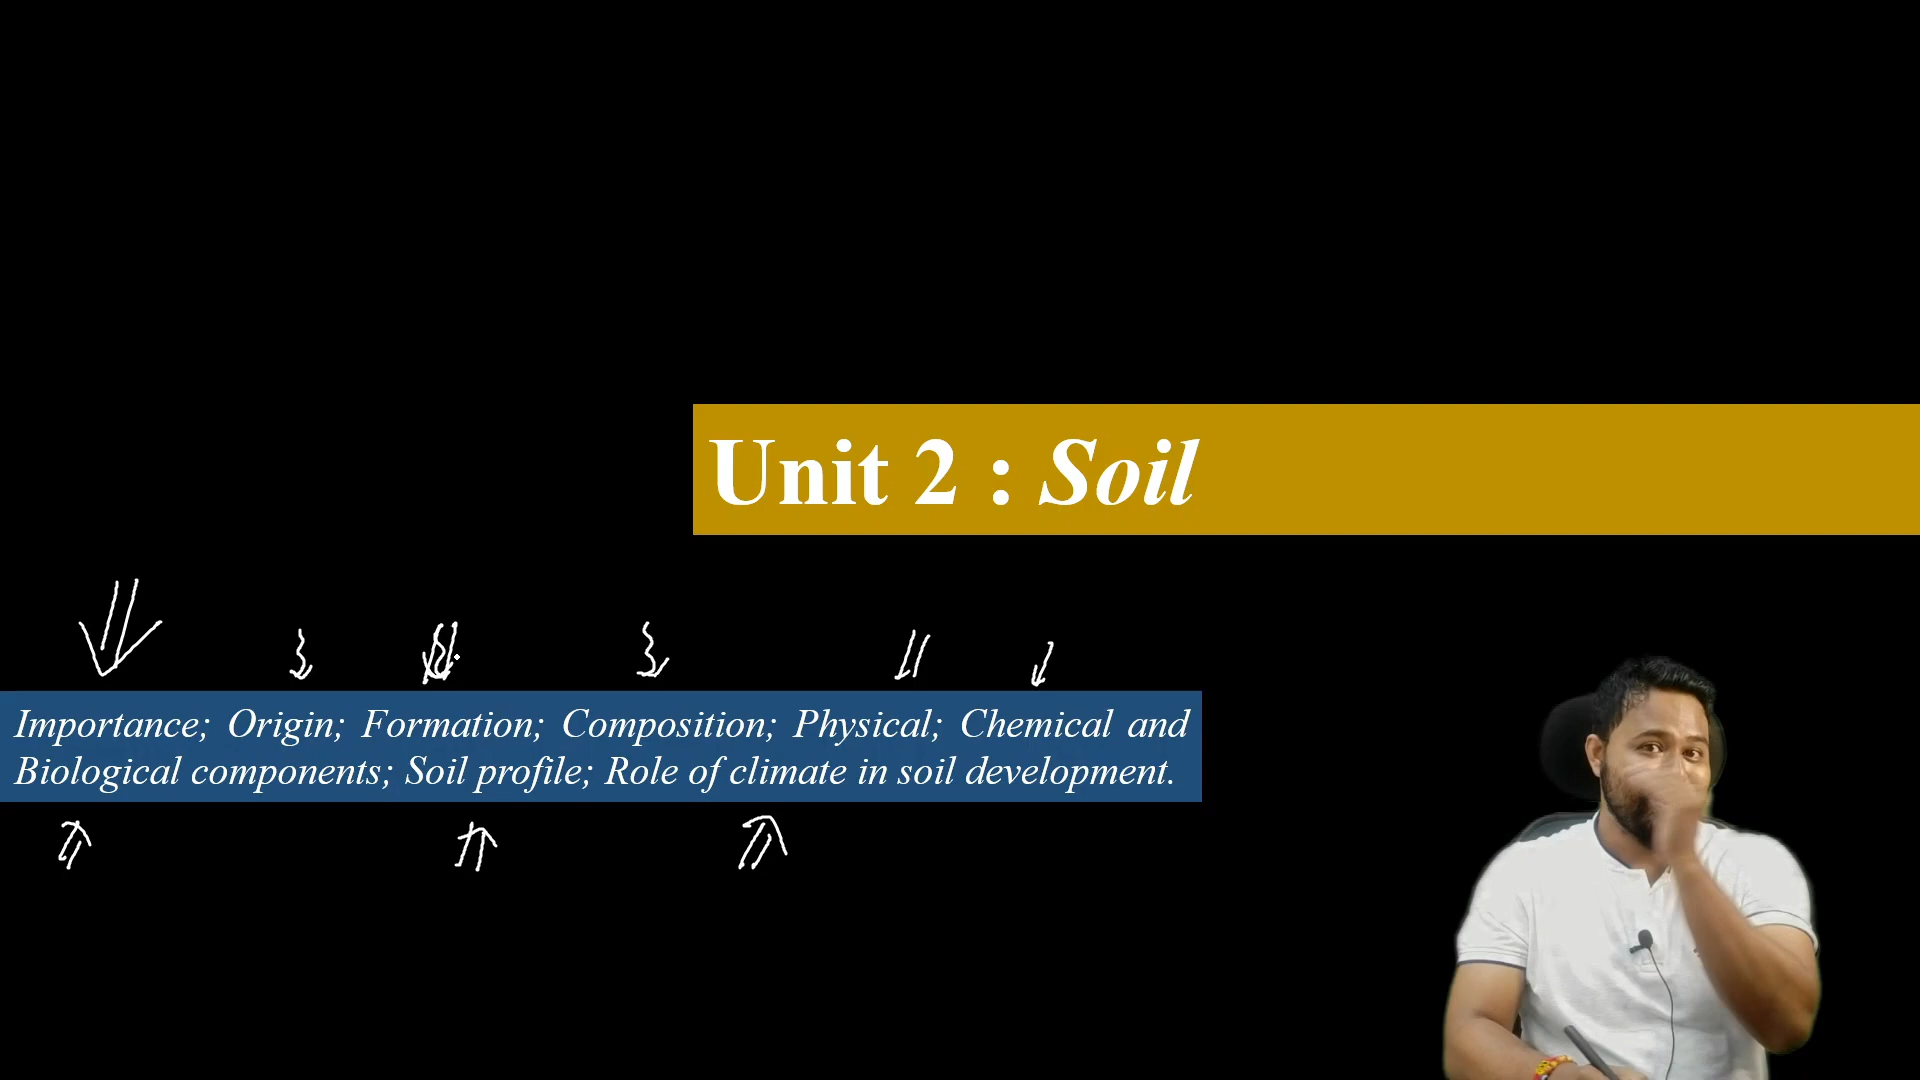 Unit 2 : Soil
Importance; Origin; Formation; Composition; Physical; Chemical and
Biological components; Soil profile; Role of climate in soil development.